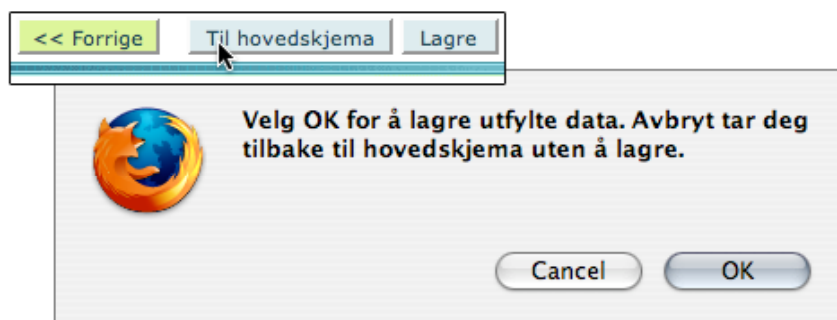 << Forrige Til hovedskjema Lagre
Velg OK for å lagre utfylte data. Avbryt tar deg
tilbake til hovedskjema uten å lagre.
Cancel OK